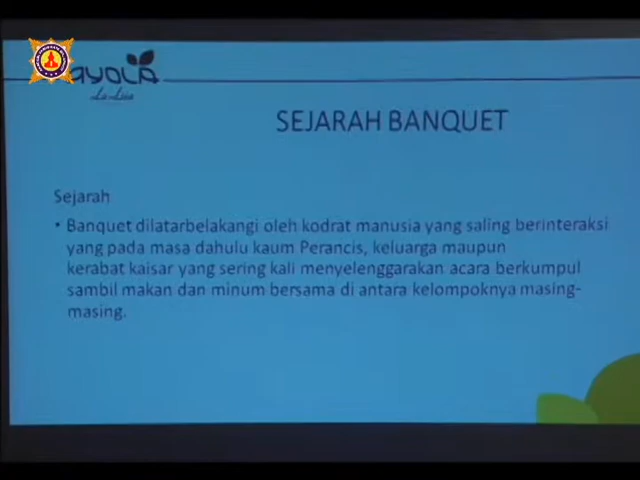 AYOLA
La Lisa
SEJARAH BANQUET
Sejarah
• Banquet dilatarbelakangi oleh kodrat manusia yang saling berinteraksi
yang pada masa dahulu kaum Perancis, keluarga maupun
kerabat kaisar yang sering kali menyelenggarakan acara berkumpul
sambil makan dan minum bersama di antara kelompoknya masing-
masing.